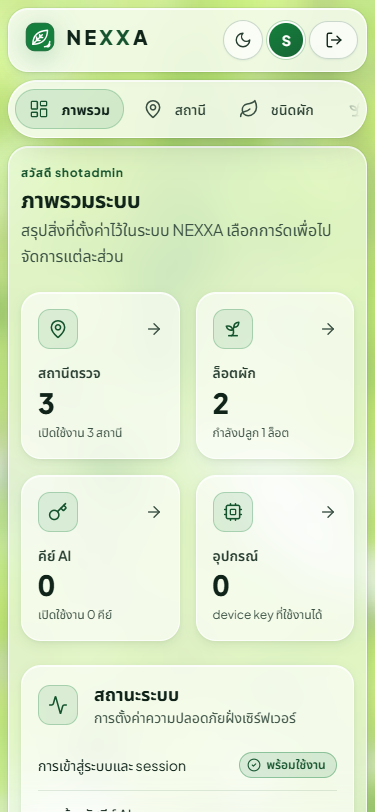 NEXXA
S
ภาพรวม
สถานี
ชนิดผัก
สวัสดี shotadmin
ภาพรวมระบบ
สรุปสิ่งที่ตั้งค่าไว้ในระบบ NEXXA เลือกการ์ดเพื่อไป
จัดการแต่ละส่วน
สถานีตรวจ
3
เปิดใช้งาน 3 สถานี
ล็อตผัก
2
กำลังปลูก 1 ล็อต
คีย์ AI
0
เปิดใช้งาน 0 คีย์
อุปกรณ์
0
device key ที่ใช้งานได้
สถานะระบบ
การตั้งค่าความปลอดภัยฝั่งเซิร์ฟเวอร์
การเข้าสู่ระบบและ session
พร้อมใช้งาน